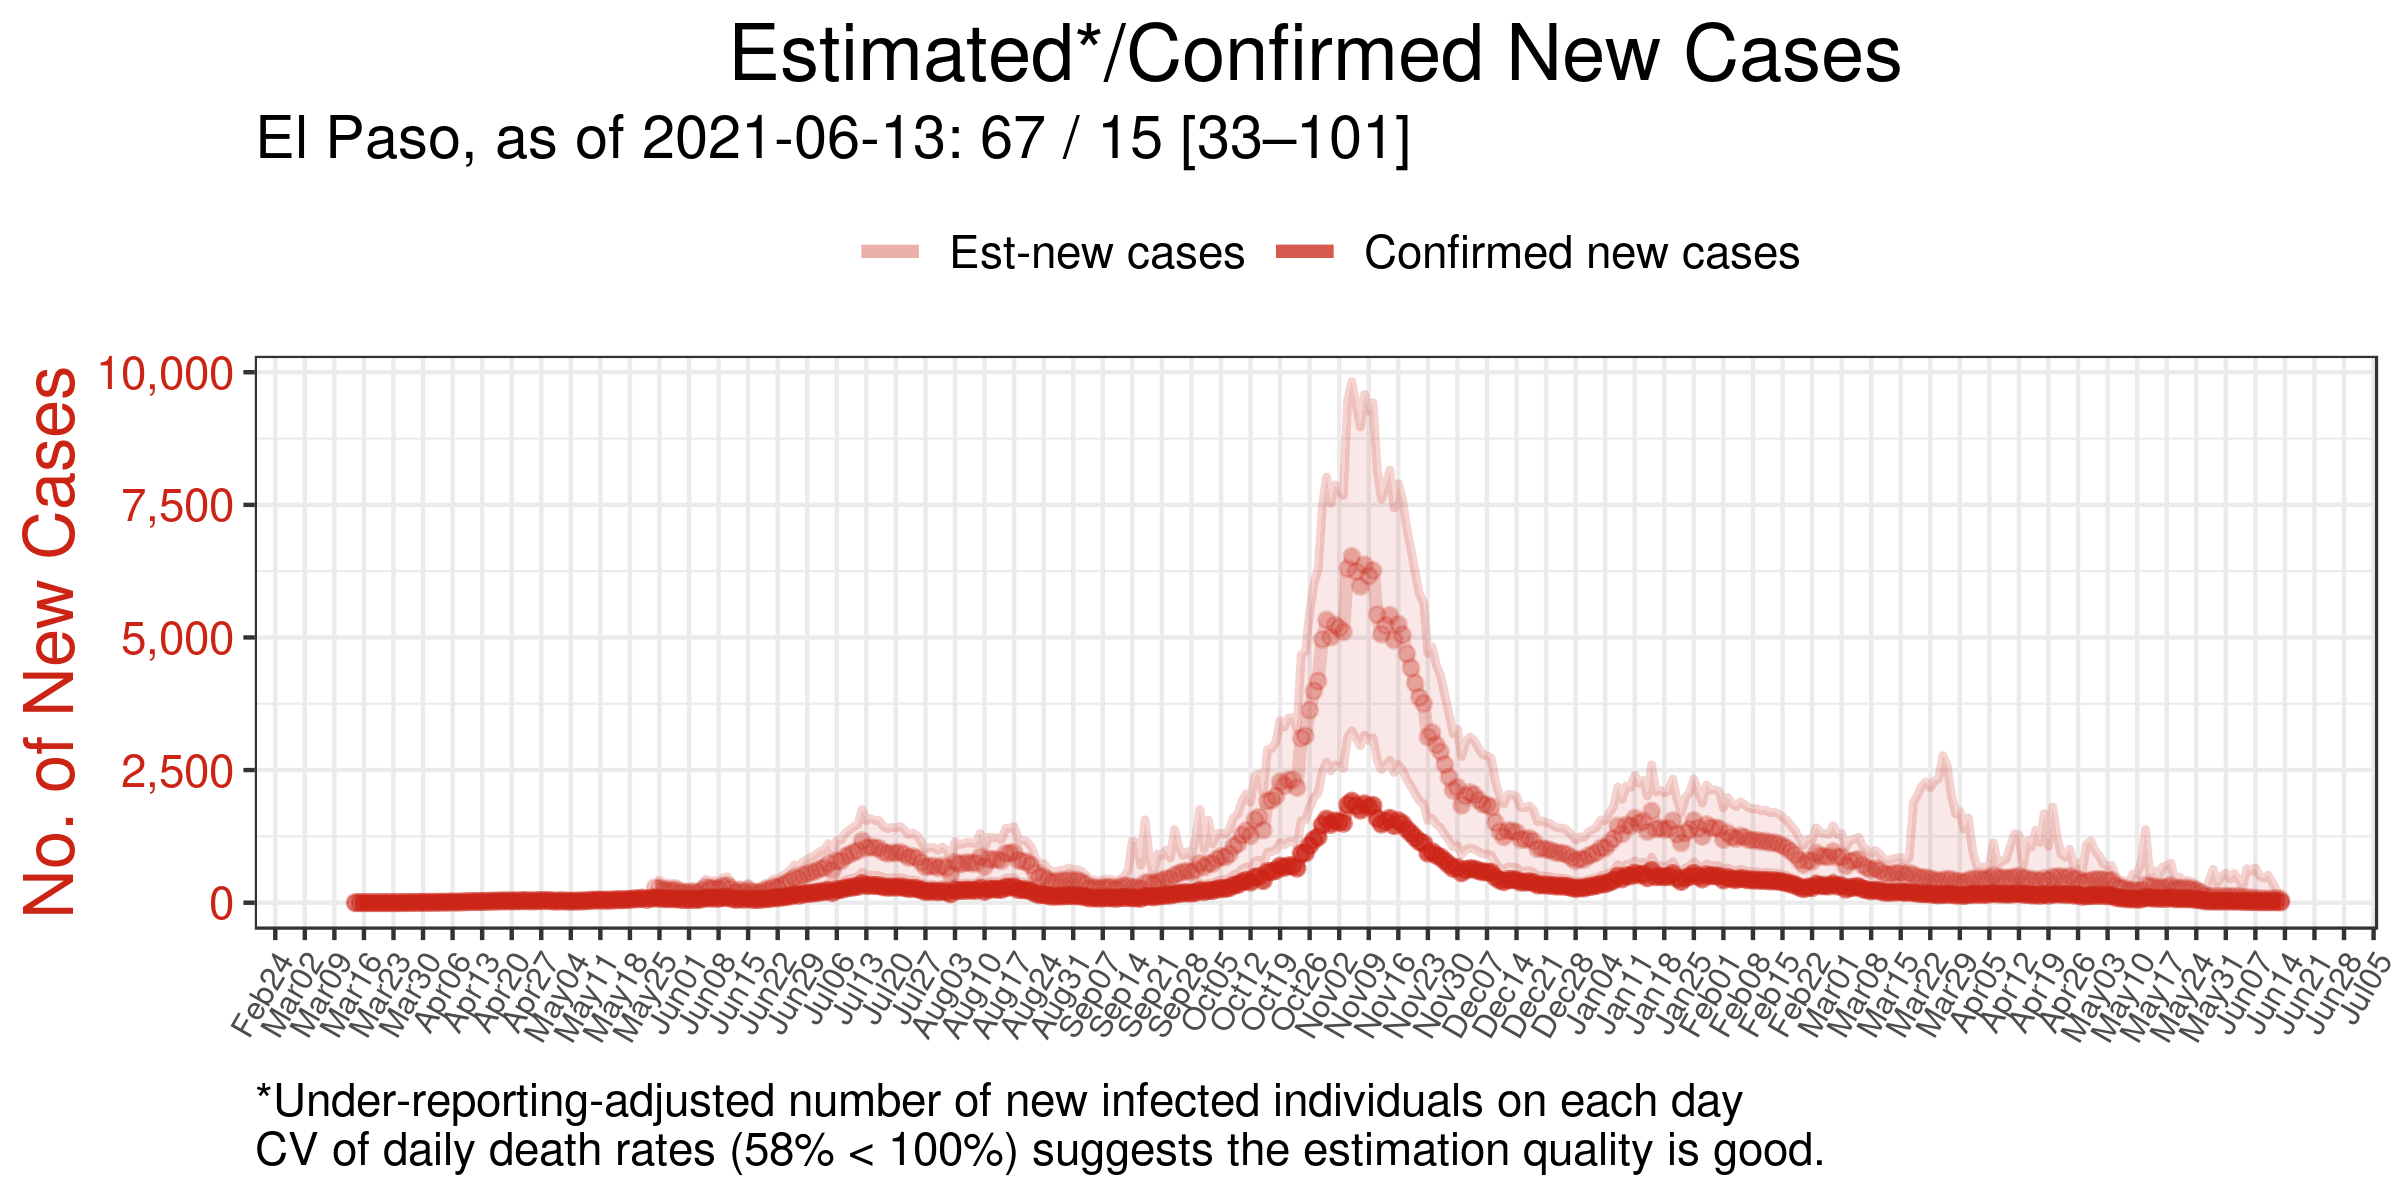 Estimated*/Confirmed New Cases
El Paso, as of 2021-06-13: 67 / 15 [33–101]
Est-new cases Confirmed new cases
No. of New Cases
10,000
7,500
5,000
2,500
0
Feb24 Mar02 Mar09 Mar16 Mar23 Mar30 Apr06 Apr13 Apr20 Apr27 May04 May11 May18 May25 Jun01 Jun08 Jun15 Jun22 Jun29 Jul06 Jul13 Jul20 Jul27 Aug03 Aug10 Aug17 Aug24 Aug31 Sep07 Sep14 Sep21 Sep28 Oct05 Oct12 Oct19 Oct26 Nov02 Nov09 Nov16 Nov23 Nov30 Dec07 Dec14 Dec21 Dec28 Jan04 Jan11 Jan18 Jan25 Feb01 Feb08 Feb15 Feb22 Mar01 Mar08 Mar15 Mar22 Mar29 Apr05 Apr12 Apr19 Apr26 May03 May10 May17 May24 May31 Jun07 Jun14 Jun21 Jun28 Jul05
*Under-reporting-adjusted number of new infected individuals on each day
CV of daily death rates (58% < 100%) suggests the estimation quality is good.